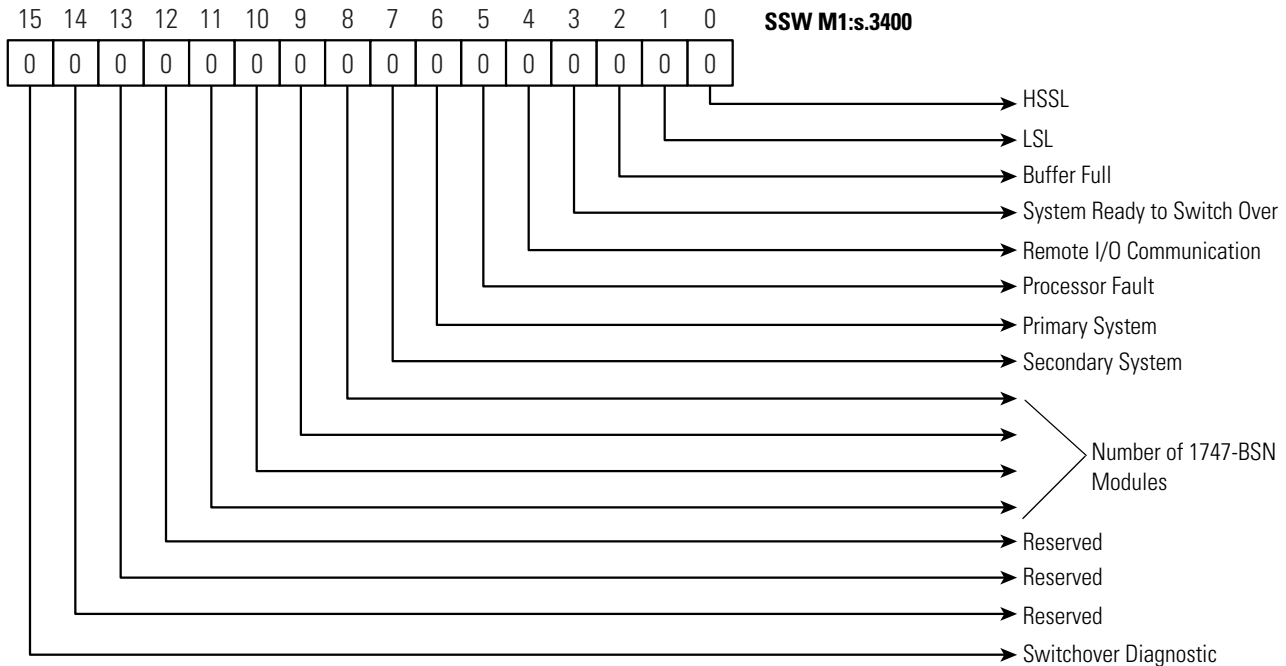 15 14 13 12 11 10 9 8 7 6 5 4 3 2 1 0 SSW M1:s.3400
0 0 0 0 0 0 0 0 0 0 0 0 0 0 0 0
HSSL
LSL
Buffer Full
System Ready to Switch Over
Remote I/O Communication
Processor Fault
Primary System
Secondary System
Number of 1747-BSN
Modules
Reserved
Reserved
Reserved
Switchover Diagnostic